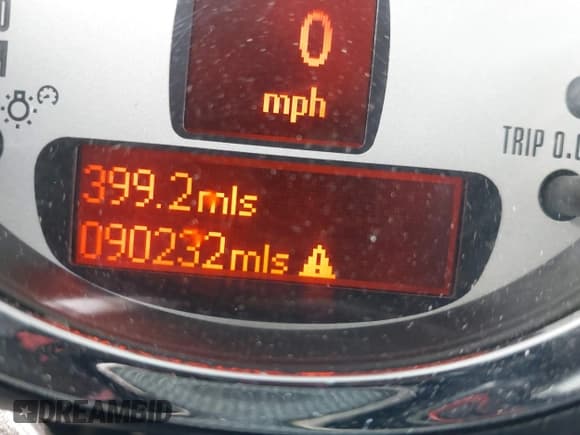 0
mph
TRIP 0.0
399.2mls
090232mls
DREAMBID